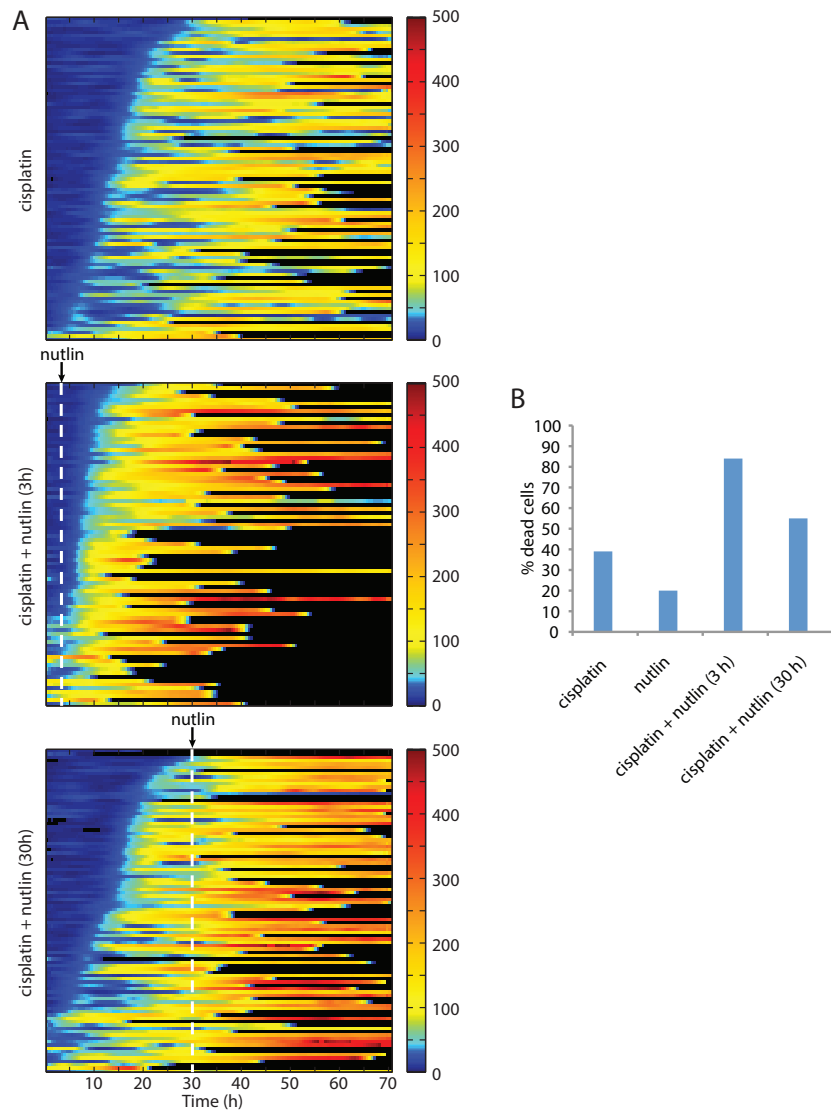 A
cisplatin
500
400
300
200
100
0
nutlin
cisplatin + nutlin (3h)
500
400
300
200
100
0
nutlin
cisplatin + nutlin (30h)
500
400
300
200
100
0
10 20 30 40 50 60 70
Time (h)
B
% dead cells
100
90
80
70
60
50
40
30
20
10
0
cisplatin
nutlin
cisplatin + nutlin (3 h)
cisplatin + nutlin (30 h)